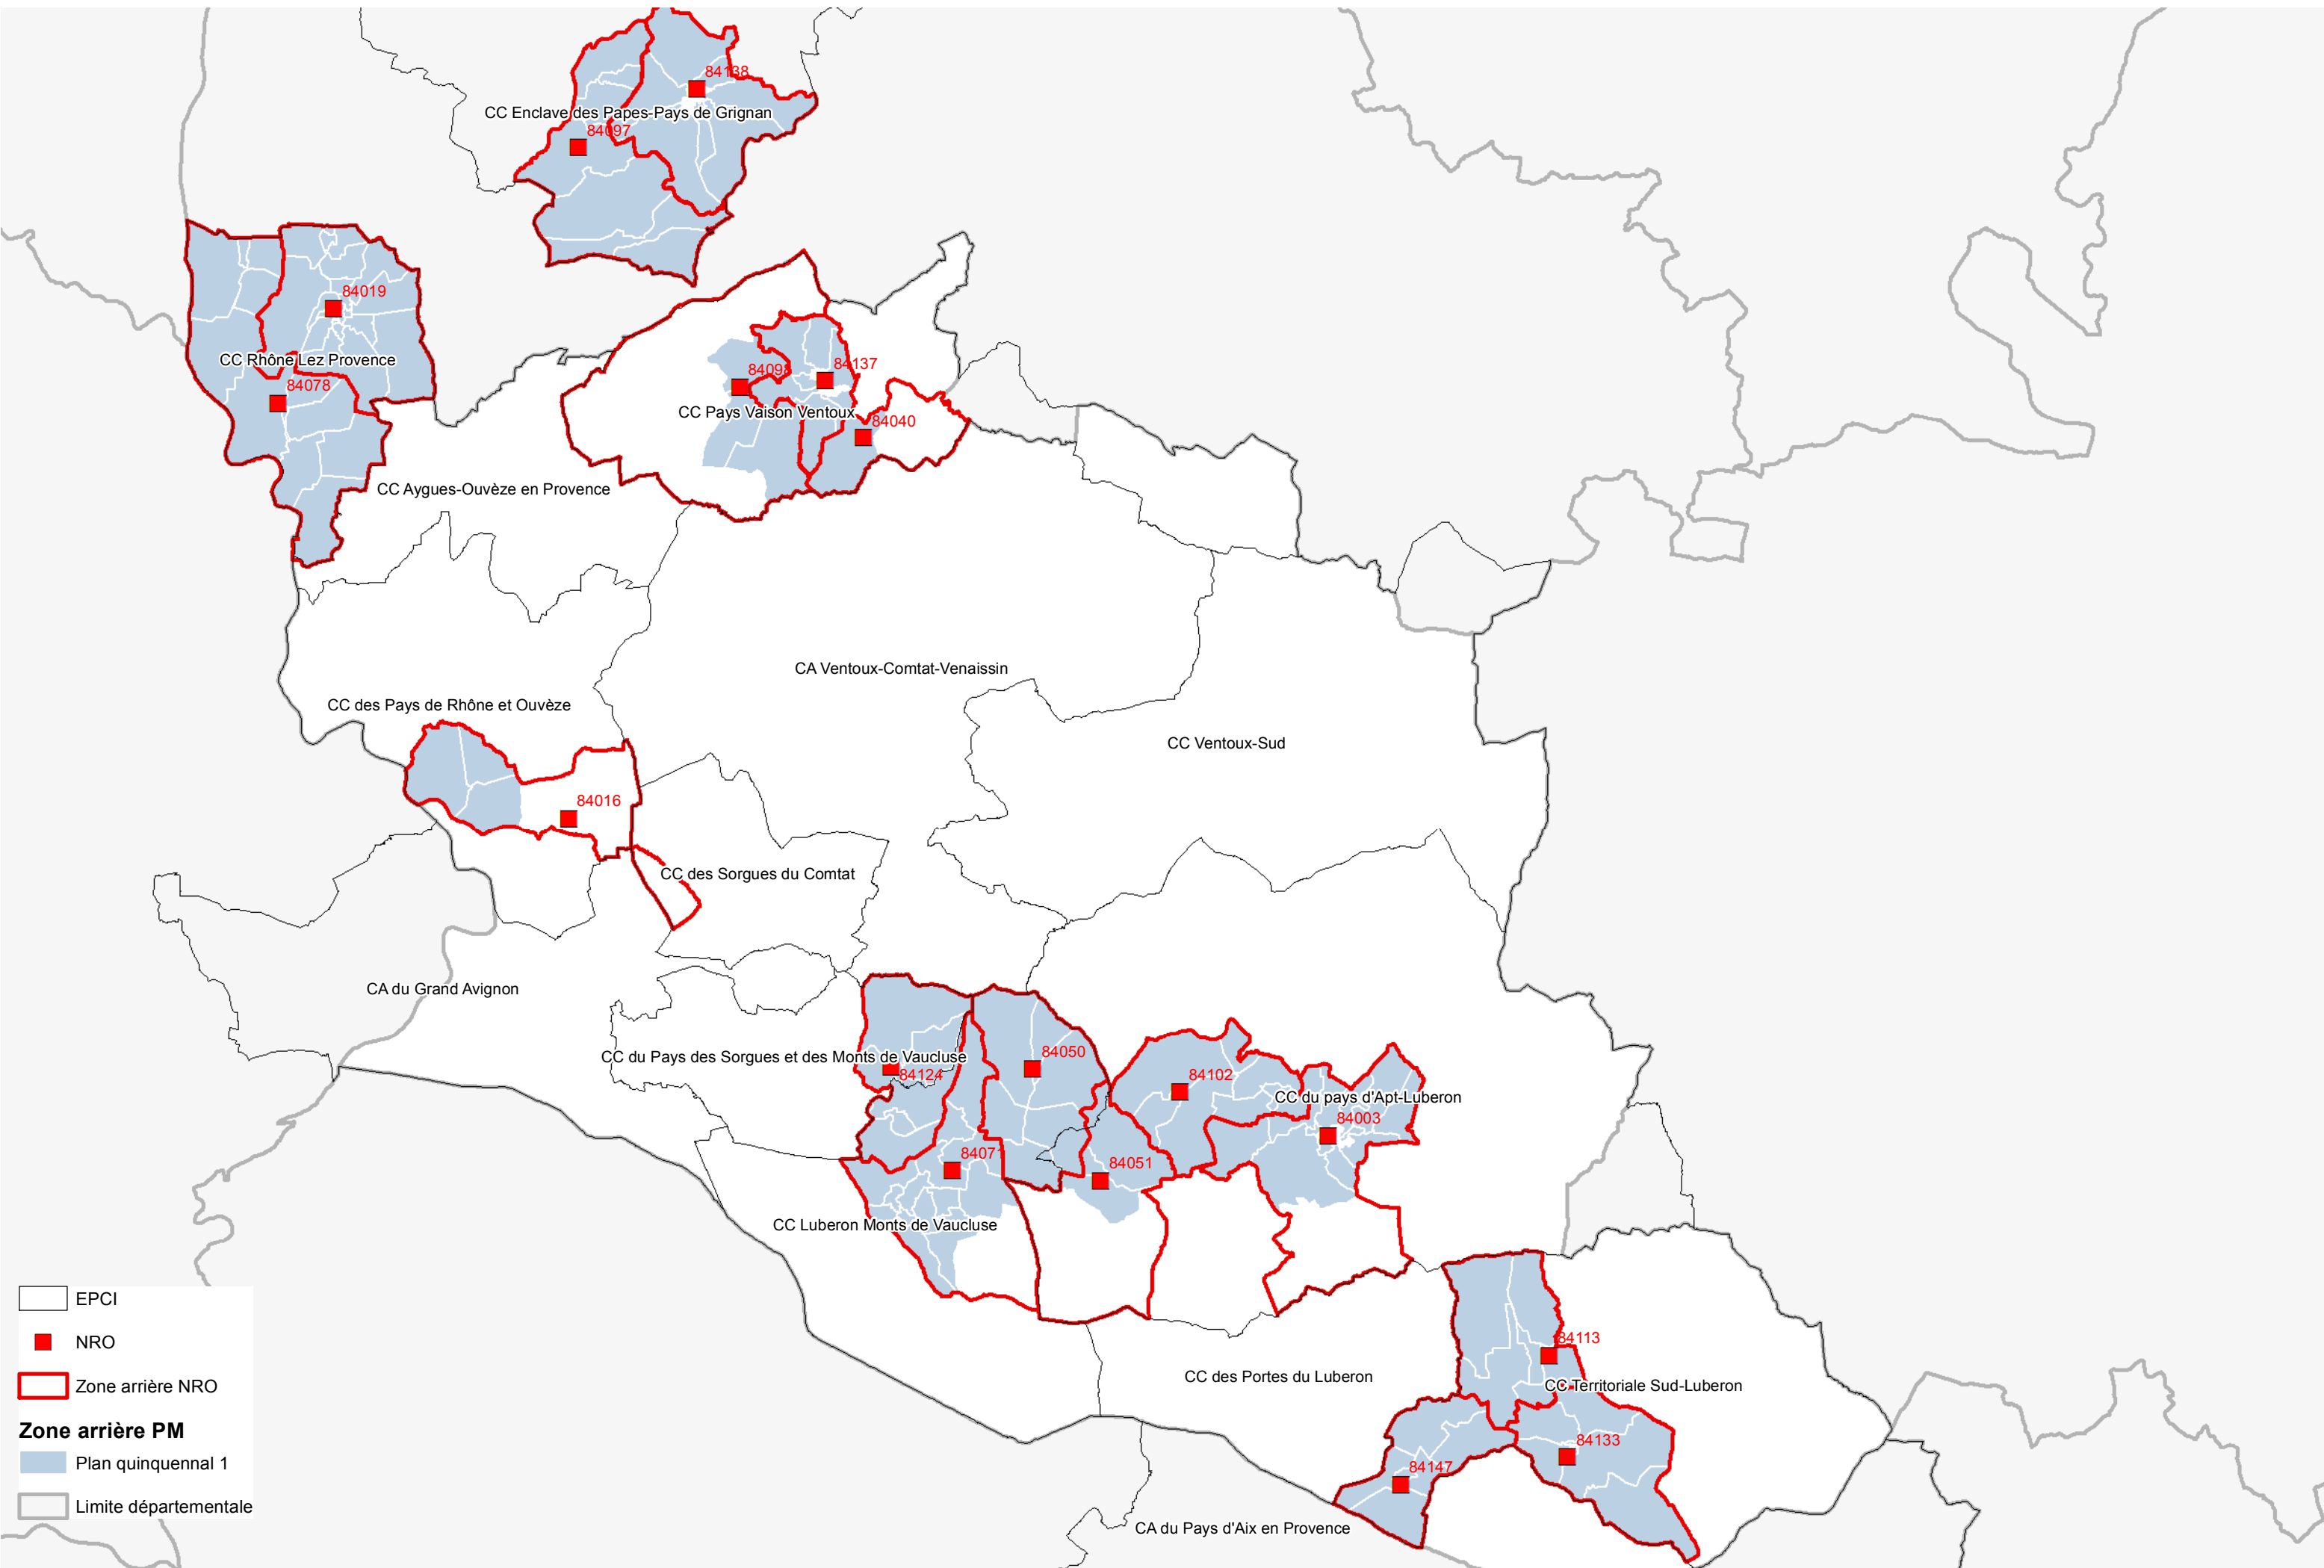 84138
CC Enclave des Papes-Pays de Grignan
84097
84019
CC Rhône Lez Provence
84078
84137
CC Pays Vaison Ventoux
84040
CC Aygues-Ouvèze en Provence
CA Ventoux-Comtat-Venaissin
CC des Pays de Rhône et Ouvèze
CC Ventoux-Sud
84016
CC des Sorgues du Comtat
CA du Grand Avignon
84050
CC du Pays des Sorgues et des Monts de Vaucluse
84124
84102
CC du pays d'Apt-Luberon
84003
84071
84051
CC Luberon Monts de Vaucluse
84113
CC des Portes du Luberon
CC Territoriale Sud-Luberon
84133
84147
CA du Pays d'Aix en Provence
EPCI
NRO
Zone arrière NRO
Zone arrière PM
Plan quinquennal 1
Limite départementale